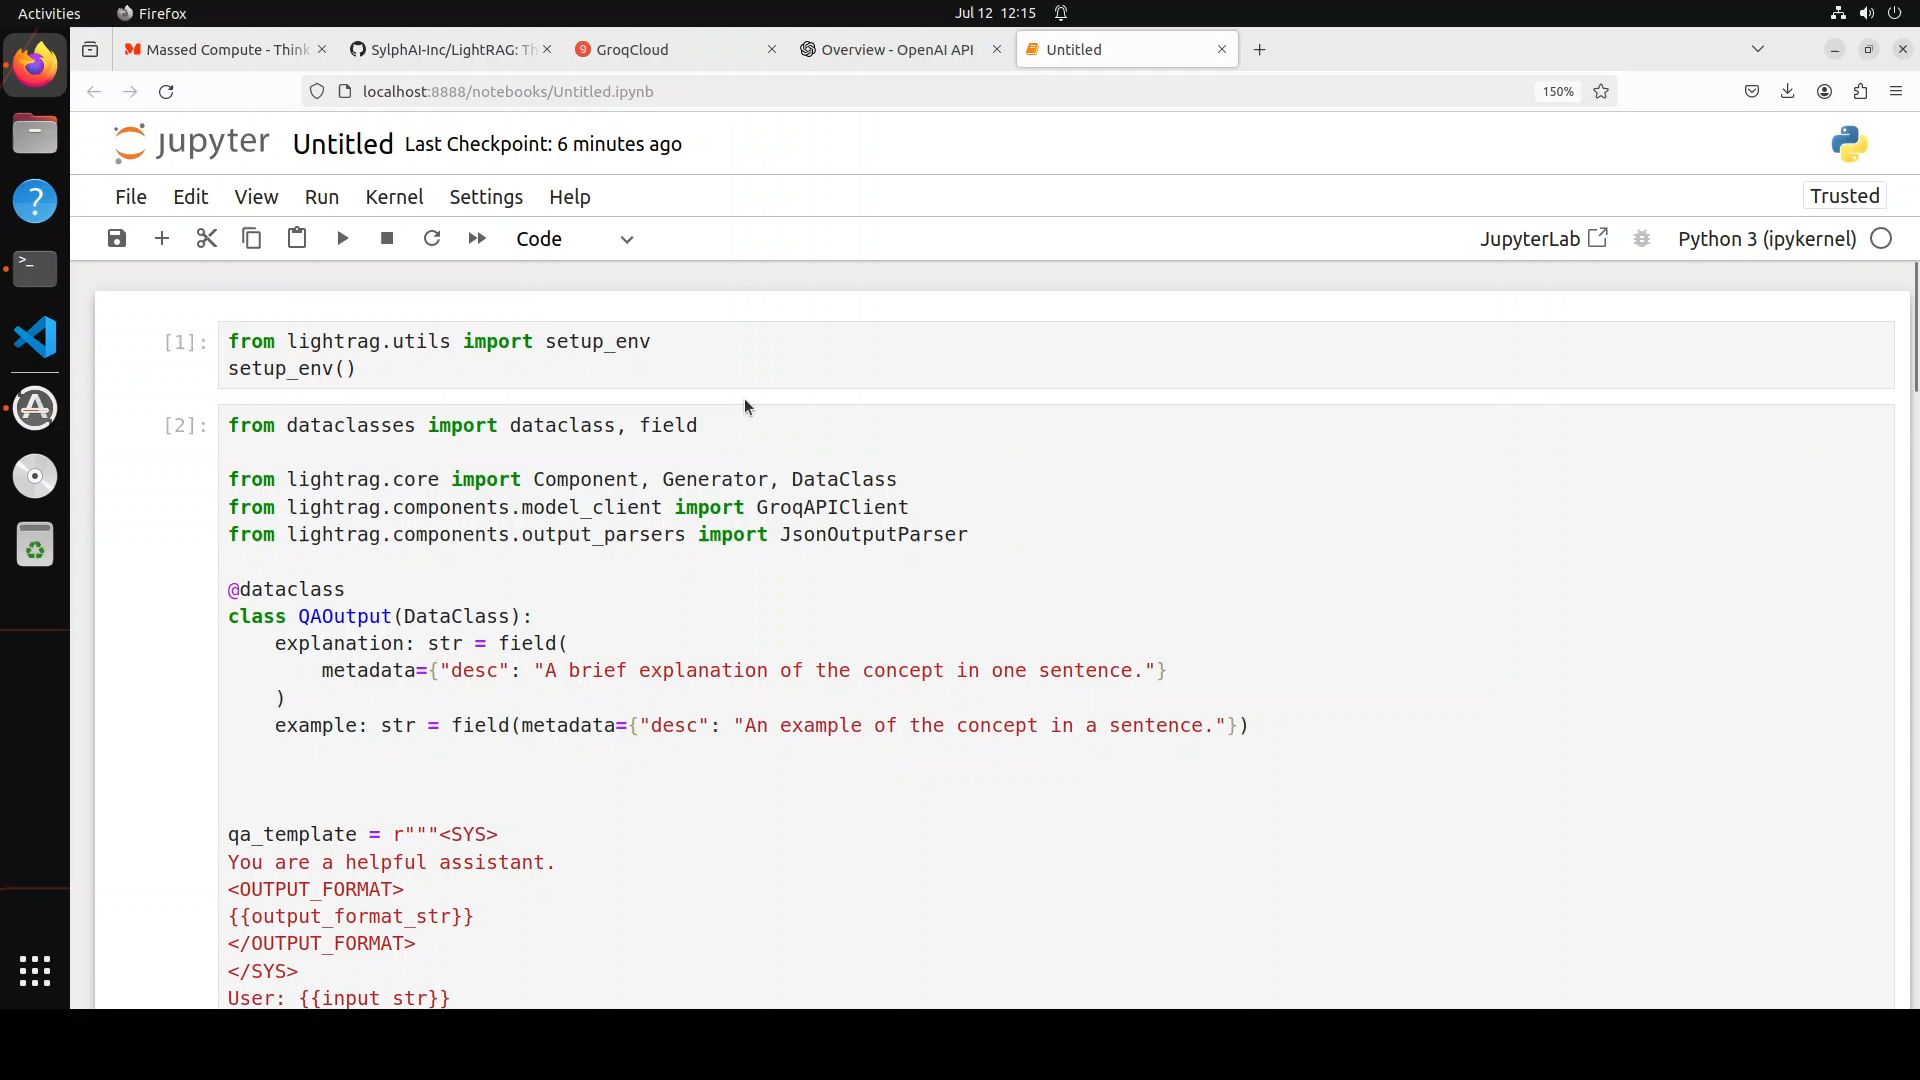 Activities
Firefox
Jul 12 12:15
Massed Compute - Think
SylphAI-Inc/LightRAG: Th
GroqCloud
Overview - OpenAI API
Untitled
localhost:8888/notebooks/Untitled.ipynb
150%
jupyter
Untitled
Last Checkpoint: 6 minutes ago
File
Edit
View
Run
Kernel
Settings
Help
Trusted
Code
JupyterLab
Python 3 (ipykernel)
[1]:
from lightrag.utils import setup_env
setup_env()
[2]:
from dataclasses import dataclass, field
from lightrag.core import Component, Generator, DataClass
from lightrag.components.model_client import GroqAPIClient
from lightrag.components.output_parsers import JsonOutputParser
@dataclass
class QAOutput(DataClass):
explanation: str = field(
metadata={"desc": "A brief explanation of the concept in one sentence."}
)
example: str = field(metadata={"desc": "An example of the concept in a sentence."})
qa_template = r"""<SYS>
You are a helpful assistant.
<OUTPUT_FORMAT>
{{output_format_str}}
</OUTPUT_FORMAT>
</SYS>
User: {{input_str}}